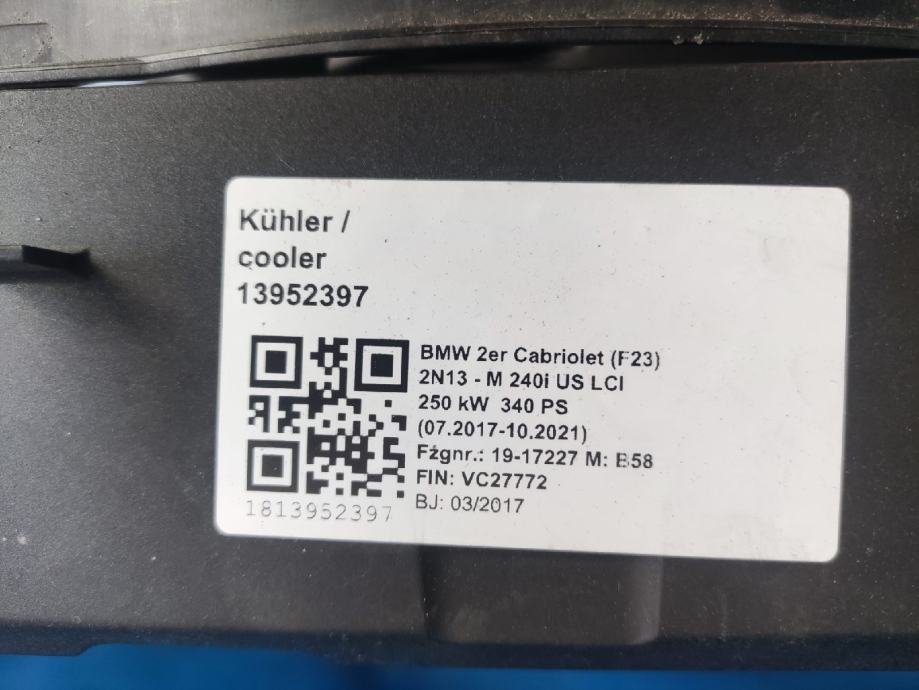 Kühler /
cooler
13952397
BMW 2er Cabriolet (F23)
2N13 - M 240i US LCI
250 kW 340 PS
(07.2017-10.2021)
Fzgnr.: 19-17227 M: B58
FIN: VC27772
BJ: 03/2017
1813952397